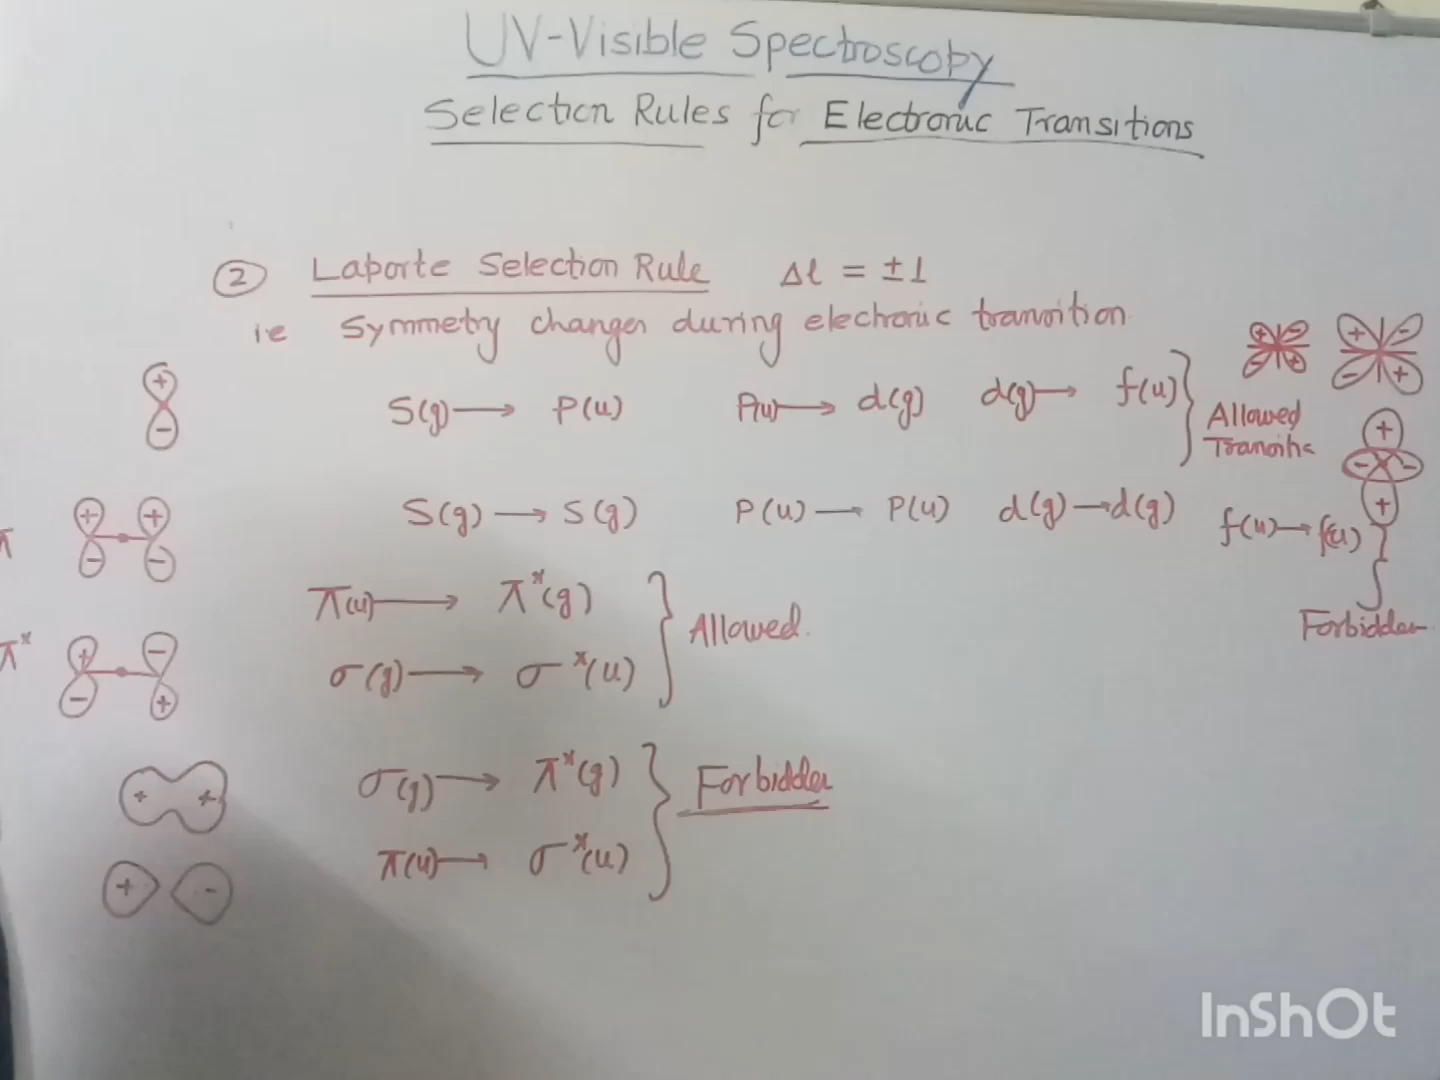 UV-Visible Spectroscopy
Selection Rules for Electronic Transitions
② Laporte Selection Rule Δl = ±1
ie Symmetry changes during electronic transition
S(g) → P(u) P(u) → d(g) d(g) → f(u) } Allowed
S(g) → S(g) P(u) → P(u) d(g) → d(g) f(u) → f(u) }
Forbidden
π(u) → π*(g)
σ(g) → σ*(u) } Allowed.
σ(g) → π*(g)
π(u) → σ*(u) } Forbidden
+
-
π + +
- -
π* + -
- +
+ +
+ -
+ - + -
- + - +
+
- -
+
InShOt